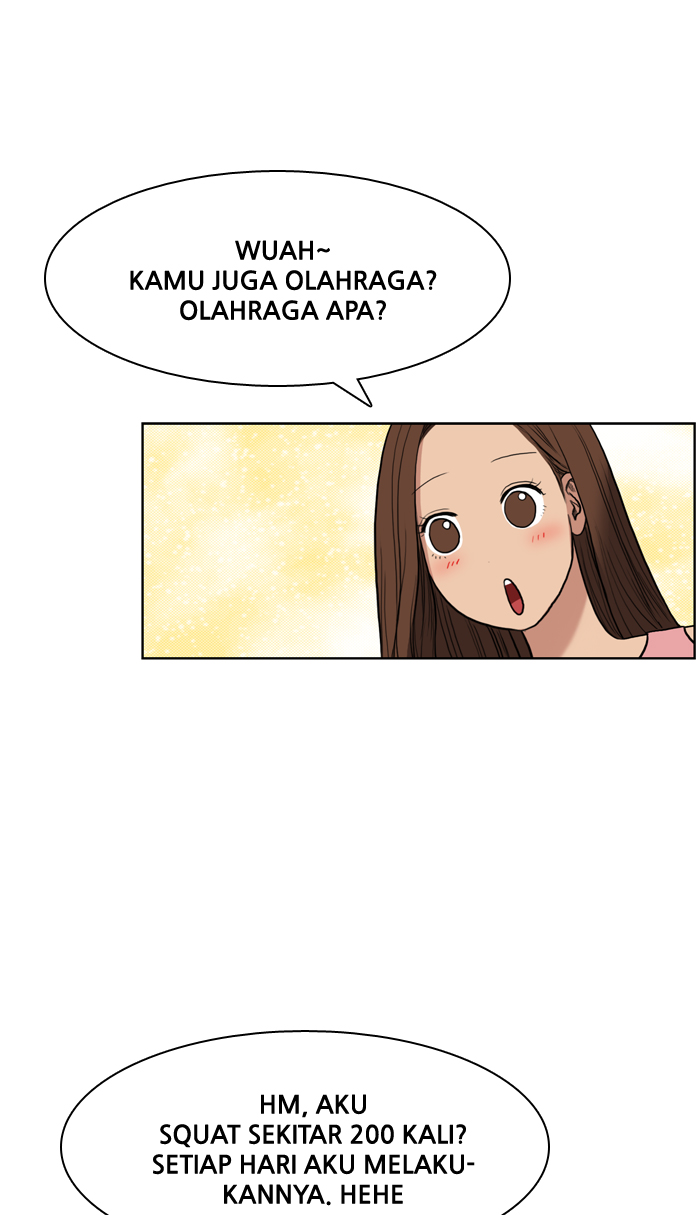 WUAH~
KAMU JUGA OLAHRAGA?
OLAHRAGA APA?
HM, AKU
SQUAT SEKITAR 200 KALI?
SETIAP HARI AKU MELAKU-
KANNYA. HEHE